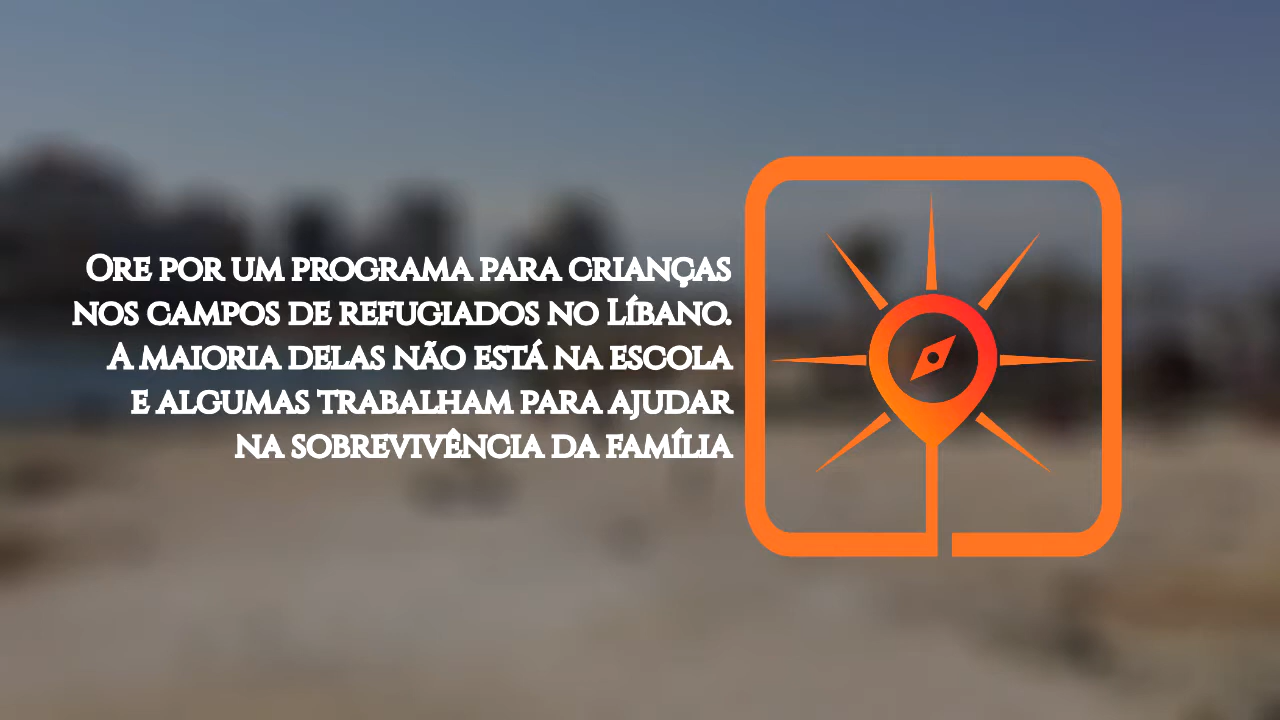 Ore por um programa para crianças
nos campos de refugiados no Líbano.
A maioria delas não está na escola
e algumas trabalham para ajudar
na sobrevivência da família